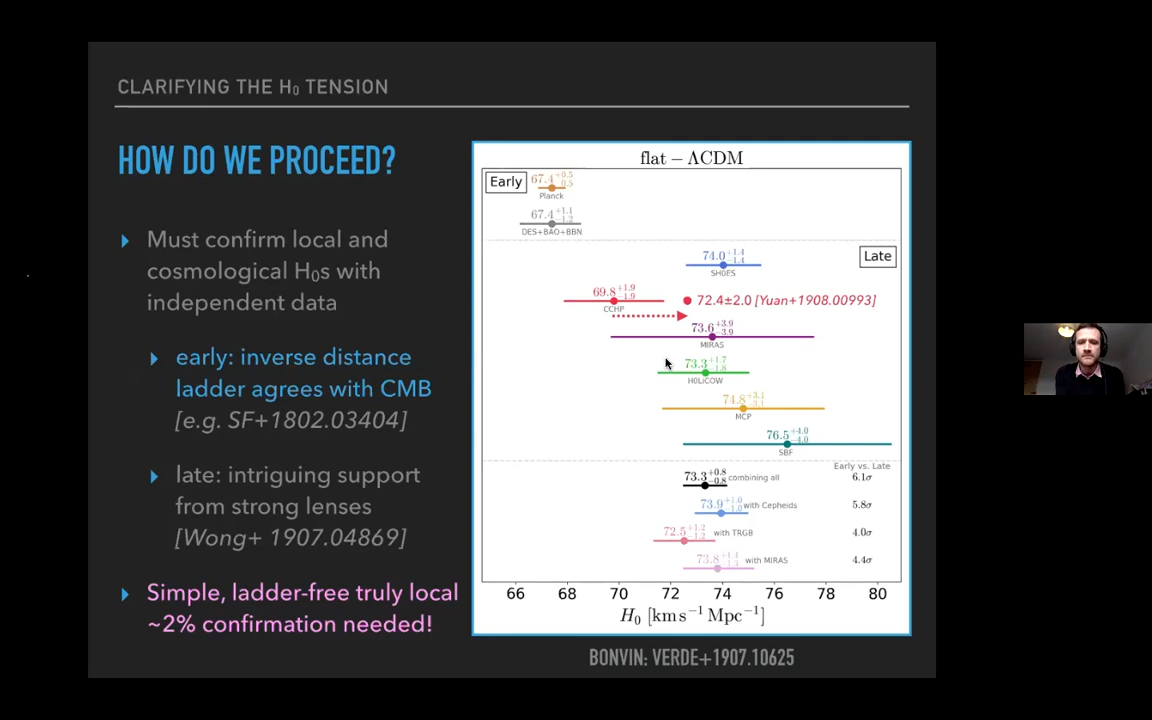 CLARIFYING THE H₀ TENSION
HOW DO WE PROCEED?
Must confirm local and
cosmological H₀s with
independent data
early: inverse distance
ladder agrees with CMB
[e.g. SF+1802.03404]
late: intriguing support
from strong lenses
[Wong+ 1907.04869]
Simple, ladder-free truly local
~2% confirmation needed!
flat − ΛCDM
Early
67.4 +0.5 −0.5
Planck
67.4 +1.1 −1.2
DES+BAO+BBN
Late
74.0 +1.4 −1.4
SH0ES
69.8 +1.9 −1.9
CCHP
72.4±2.0 [Yuan+1908.00993]
73.6 +3.9 −3.9
MIRAS
73.3 +1.7 −1.8
H0LiCOW
74.8 +3.1 −3.1
MCP
76.5 +4.0 −4.0
SBF
Early vs. Late
73.3 +0.8 −0.8 combining all 6.1σ
73.9 +1.0 −1.0 with Cepheids 5.8σ
72.5 +1.2 −1.2 with TRGB 4.0σ
73.8 with MIRAS 4.4σ
66 68 70 72 74 76 78 80
H₀ [km s⁻¹ Mpc⁻¹]
BONVIN: VERDE+1907.10625